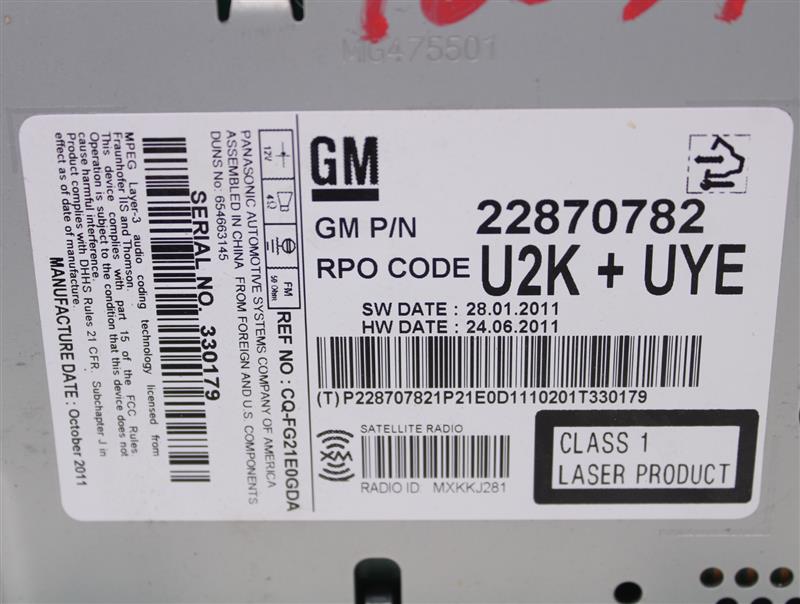 MIG475501
GM
GM P/N 22870782
RPO CODE U2K + UYE
SW DATE : 28.01.2011
HW DATE : 24.06.2011
(T)P228707821P21E0D1110201T330179
SATELLITE RADIO
RADIO ID: MXKKJ281
CLASS 1
LASER PRODUCT
12V
4Ω
FM
50 OHM
REF NO : CQ-FG21E0GDA
PANASONIC AUTOMOTIVE SYSTEMS COMPANY OF AMERICA
ASSEMBLED IN CHINA FROM FOREIGN AND U.S. COMPONENTS
DUNS No: 654663145
SERIAL NO. 330179
MPEG Layer-3 audio coding technology licensed from
Fraunhofer IIS and Thomson.
This device complies with part 15 of the FCC Rules
Operation is subject to the condition that this device does not
cause harmful interference.
Product complies with DHHS Rules 21 CFR. Subchapter J in
effect as of date of manufacture.
MANUFACTURE DATE : October 2011